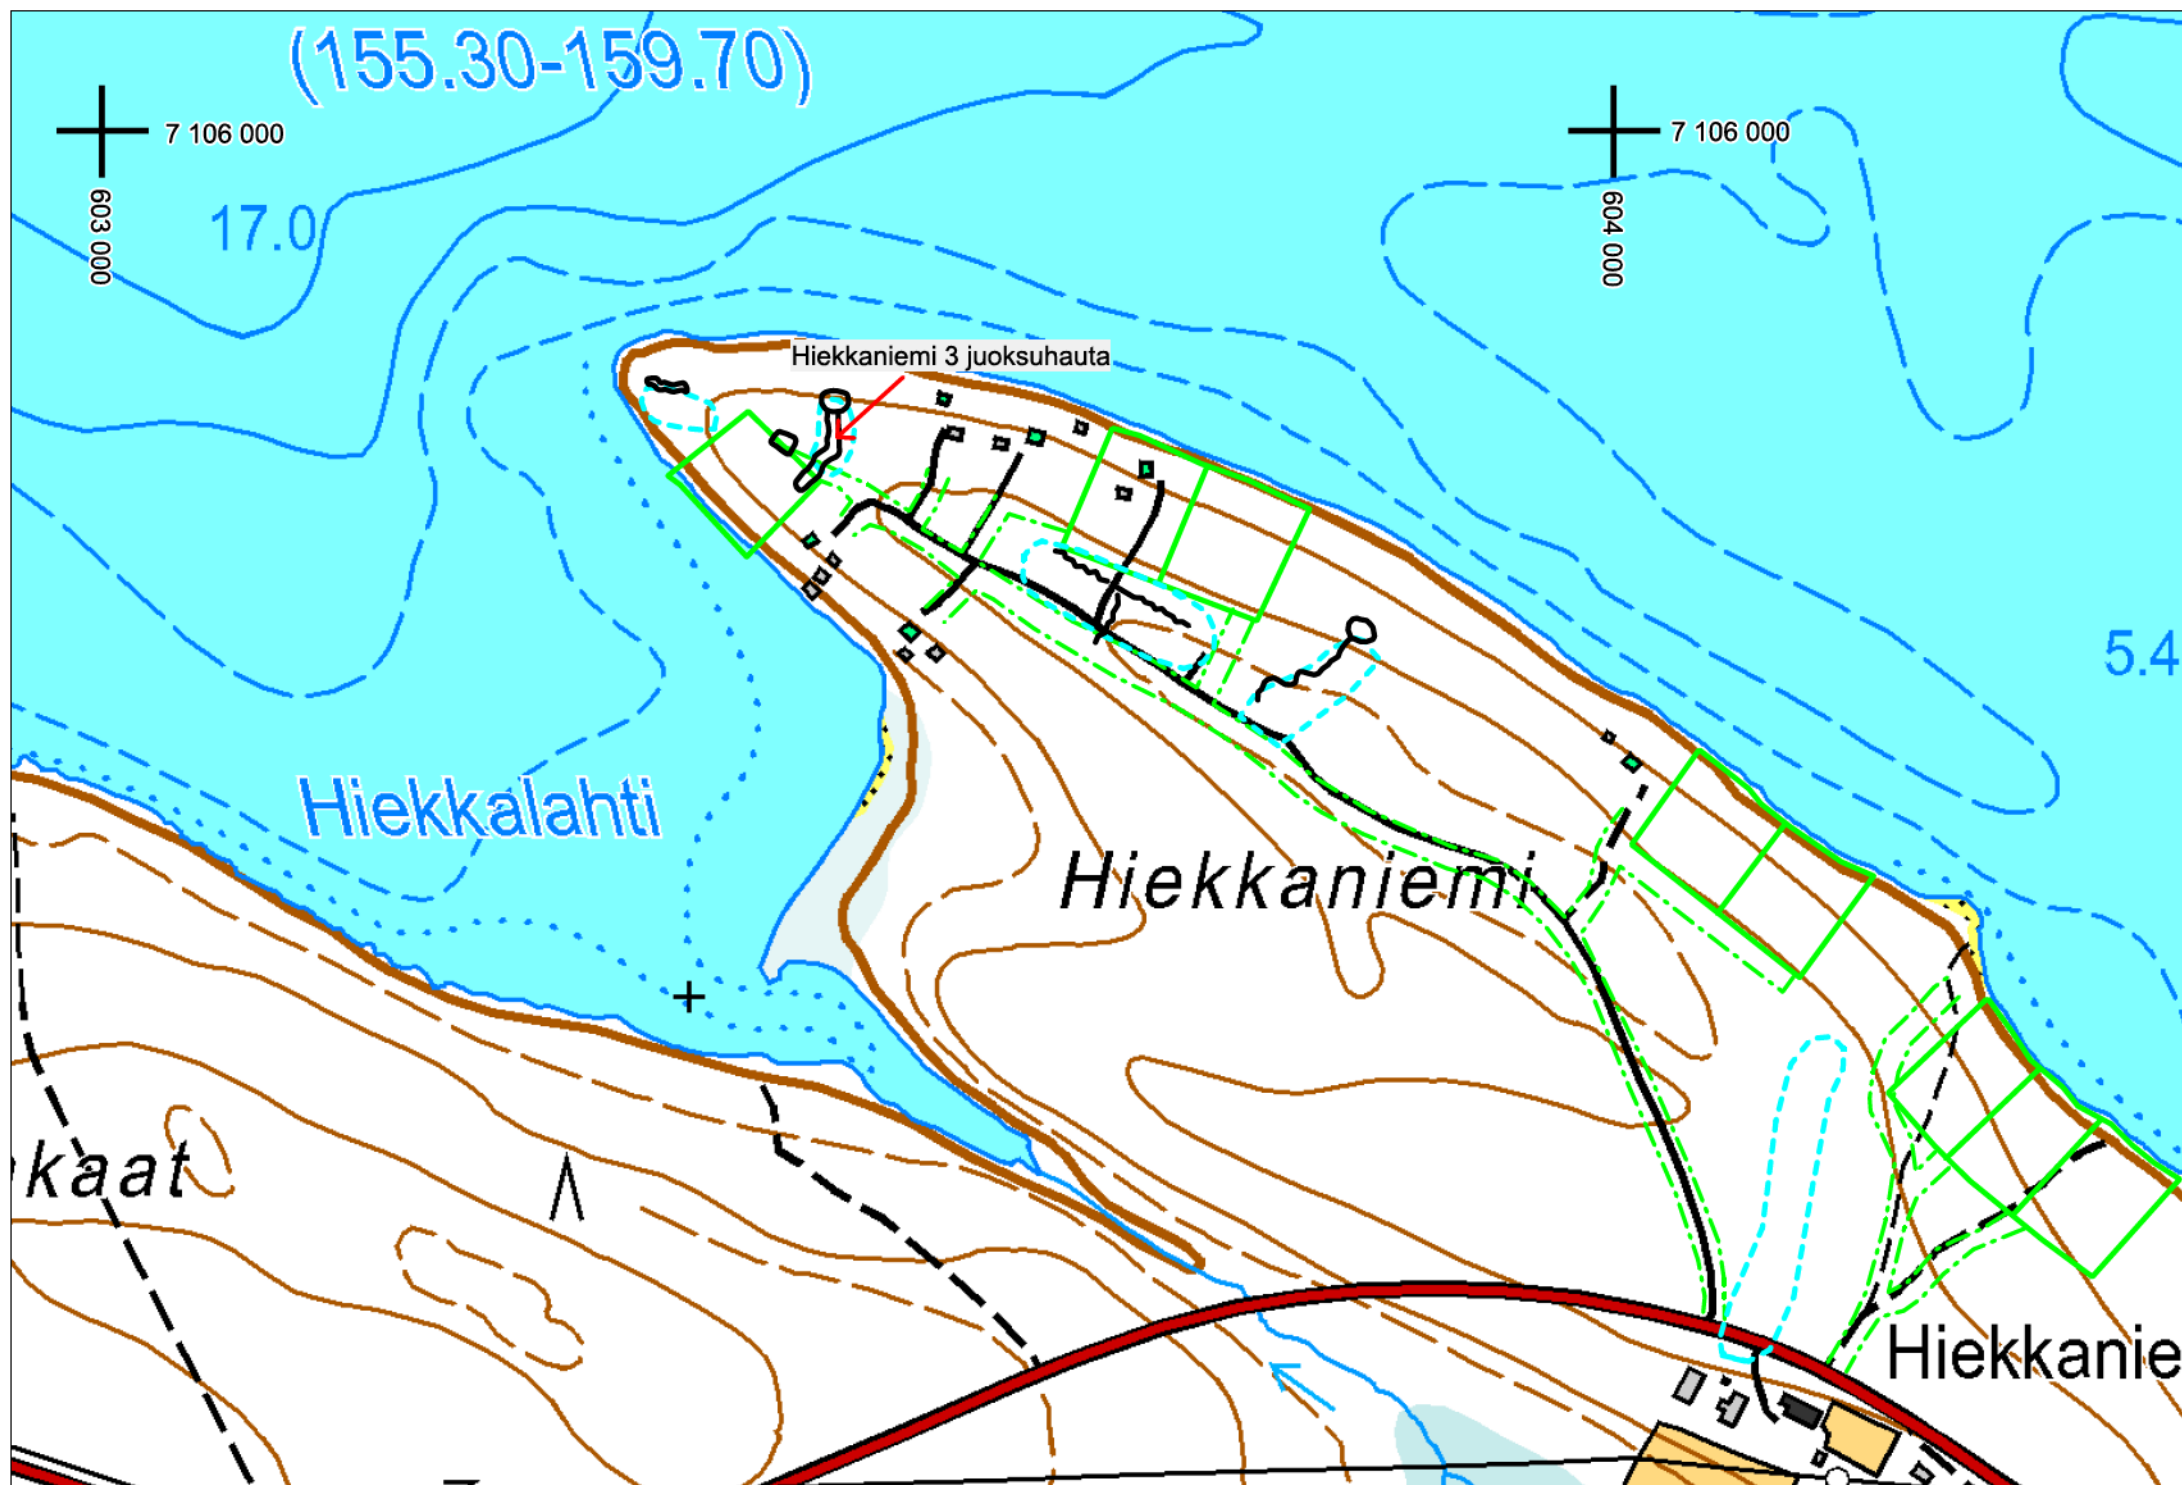 (155.30-159.70)
7 106 000
7 106 000
603 000
604 000
17.0
Hiekkaniemi 3 juoksuhauta
5.4
Hiekkalahti
Hiekkaniemi
kaat
Hiekkanie